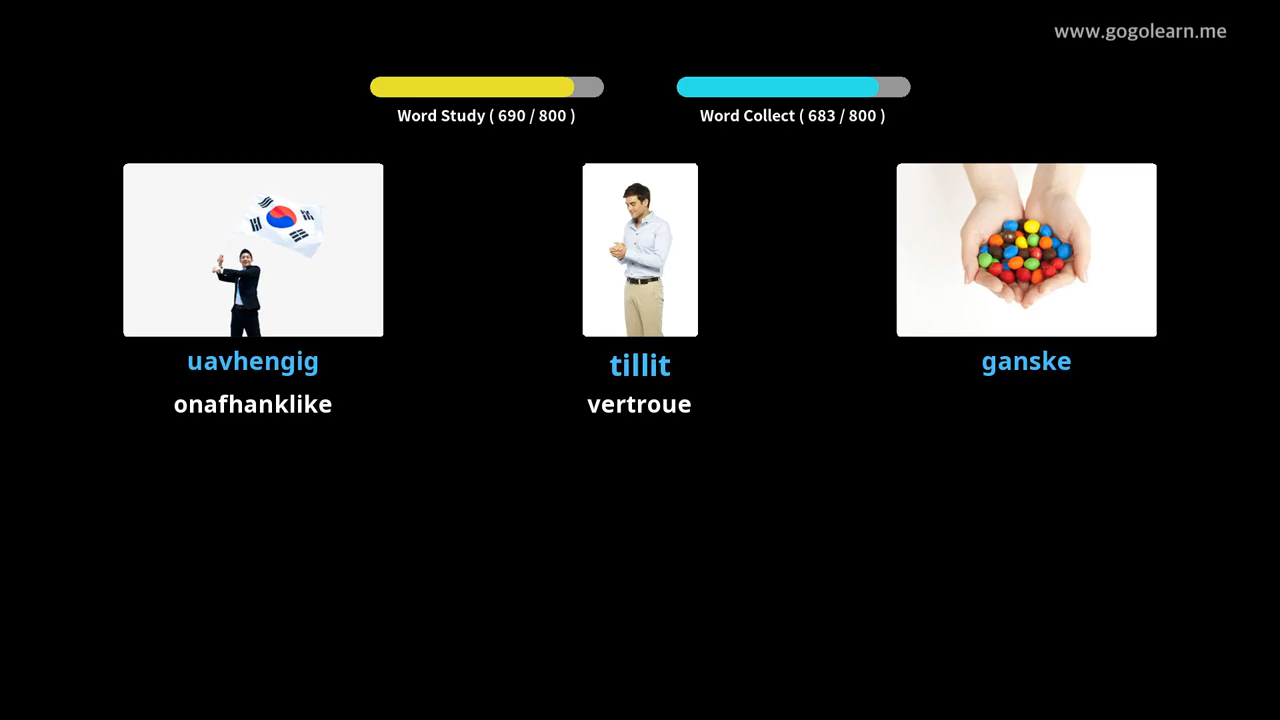 www.gogolearn.me
Word Study ( 690 / 800 )
Word Collect ( 683 / 800 )
uavhengig
tillit
ganske
onafhanklike
vertroue